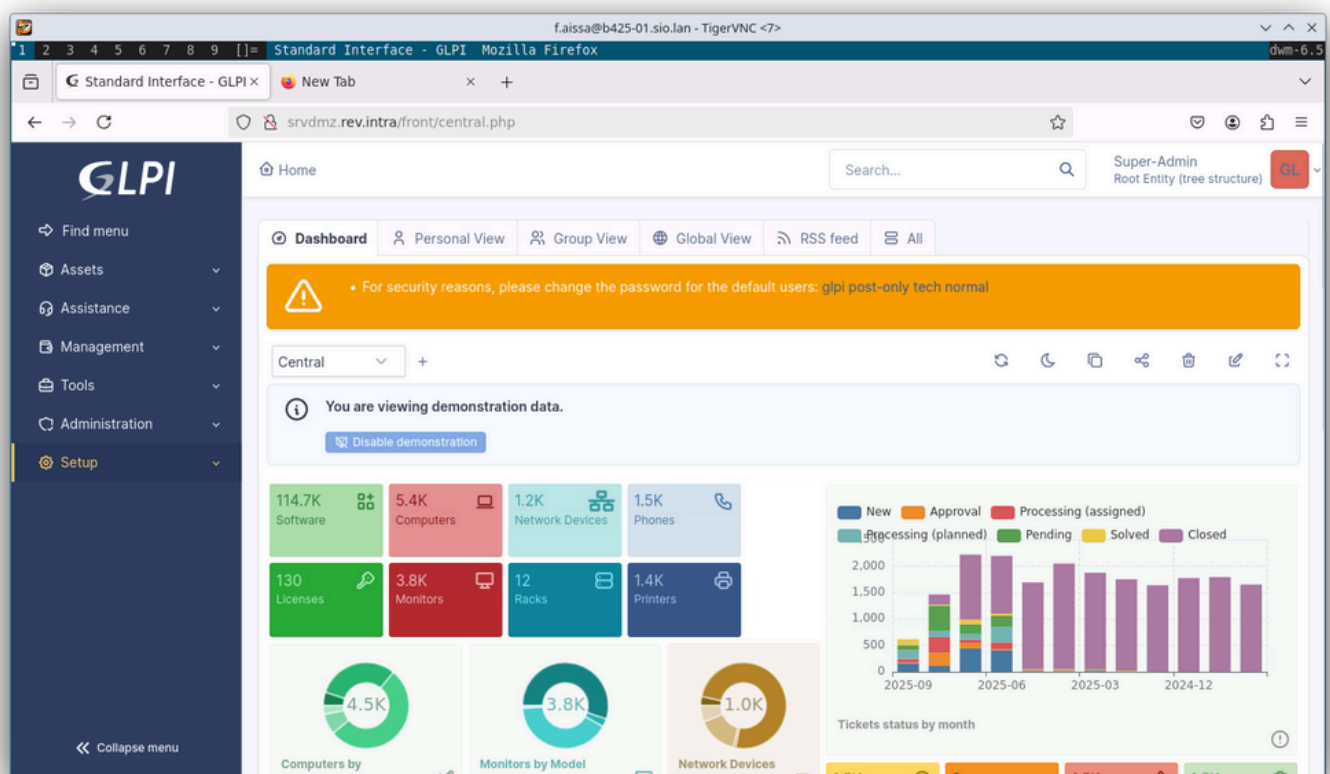 f.aissa@b425-01.sio.lan - TigerVNC <7>
1 2 3 4 5 6 7 8 9 []= Standard Interface - GLPI Mozilla Firefox dwm-6.5
Standard Interface - GLPI New Tab
srvdmz.rev.intra/front/central.php
GLPI
Home Search... Super-Admin GL
Root Entity (tree structure)
Find menu
Assets
Assistance
Management
Tools
Administration
Setup
Collapse menu
Dashboard Personal View Group View Global View RSS feed All
• For security reasons, please change the password for the default users: glpi post-only tech normal
Central
You are viewing demonstration data.
Disable demonstration
114.7K
Software
5.4K
Computers
1.2K
Network Devices
1.5K
Phones
130
Licenses
3.8K
Monitors
12
Racks
1.4K
Printers
New Approval Processing (assigned)
Processing (planned) Pending Solved Closed
2,000
1,500
1,000
500
0
2025-09 2025-06 2025-03 2024-12
Tickets status by month
4.5K
Computers by
3.8K
Monitors by Model
1.0K
Network Devices